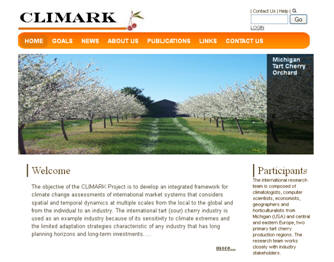 CLIMARK
| Contact Us | Help |
Go
LOGIN
HOME GOALS NEWS ABOUT US PUBLICATIONS LINKS CONTACT US
Michigan
Tart Cherry
Orchard
Welcome
The objective of the CLIMARK Project is to develop an integrated framework for
climate change assessments of international market systems that considers
spatial and temporal dynamics at multiple scales from the local to the global and
from the individual to an industry. The international tart (sour) cherry industry is
used as an example industry because of its sensitivity to climate extremes and
the limited adaptation strategies characteristic of any industry that has long
planning horizons and long-term investments. ...
more...
Participants
The international research
team is composed of
climatologists, computer
scientists, economists,
geographers and
horticulturalists from
Michigan (USA) and central
and eastern Europe, two
primary tart cherry
production regions. The
research team works
closely with industry
stakeholders.